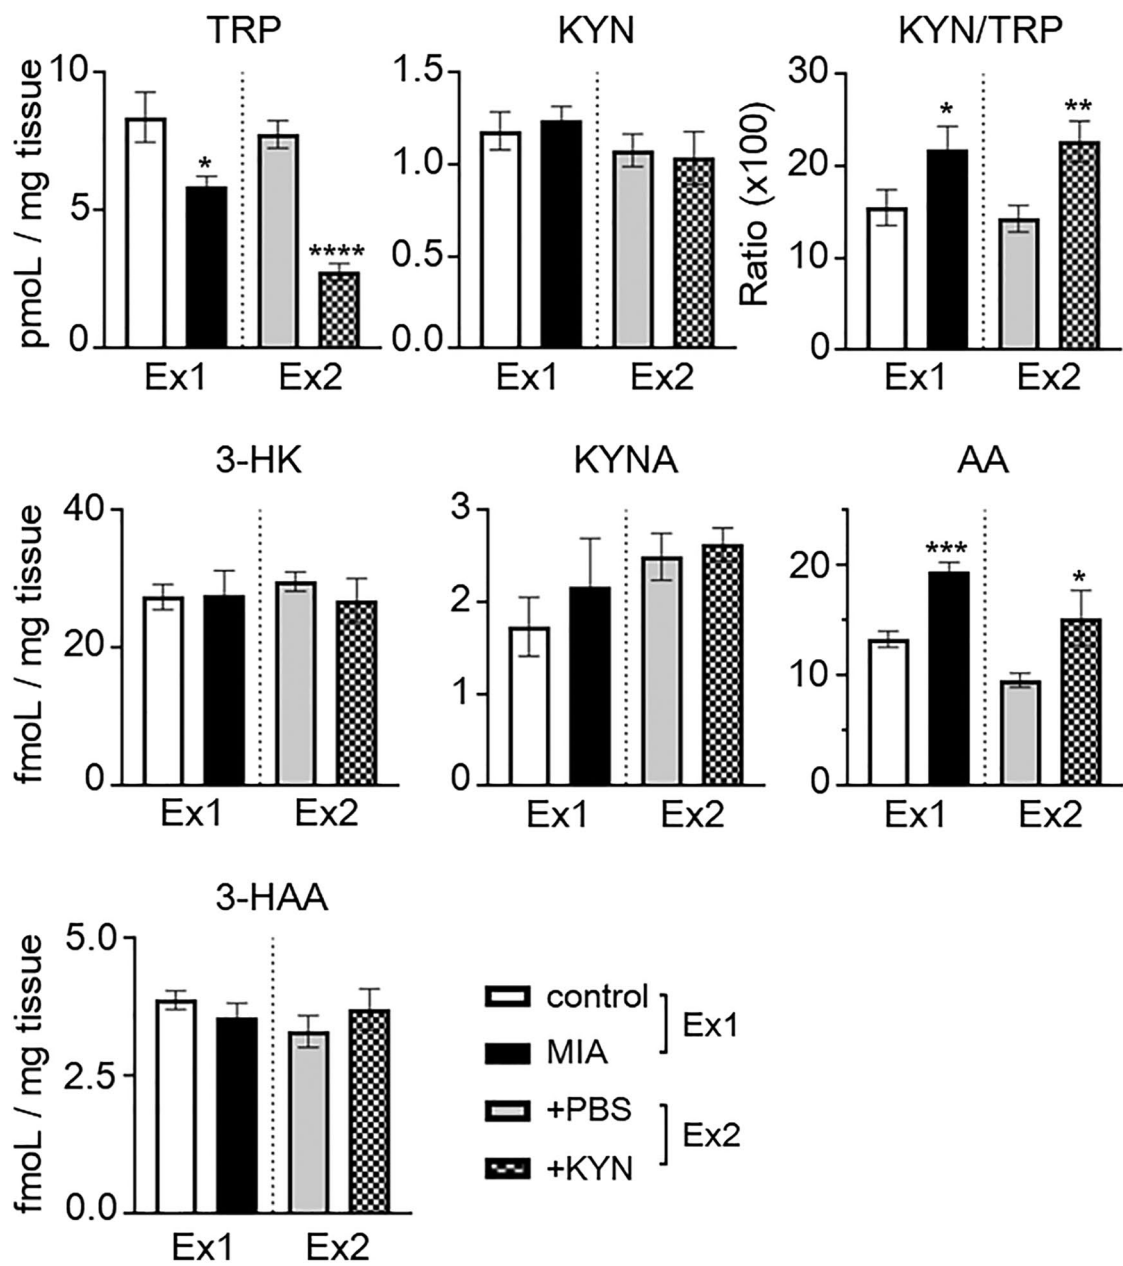 TRP
pmoL / mg tissue
10
5
0
*
****
Ex1 Ex2
KYN
1.5
1.0
0.5
0.0
Ex1 Ex2
KYN/TRP
Ratio (x100)
30
20
10
0
*
**
Ex1 Ex2
3-HK
fmoL / mg tissue
40
20
0
Ex1 Ex2
KYNA
3
2
1
0
Ex1 Ex2
AA
20
10
0
***
*
Ex1 Ex2
3-HAA
fmoL / mg tissue
5.0
2.5
0.0
Ex1 Ex2
control
MIA
Ex1
+PBS
+KYN
Ex2